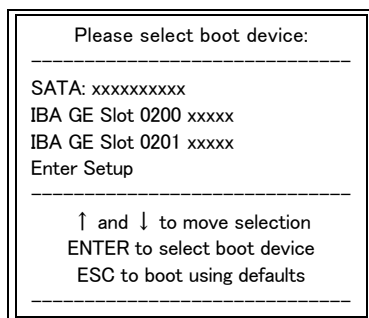 Please select boot device:
------------------------------
SATA: xxxxxxxxxx
IBA GE Slot 0200 xxxxx
IBA GE Slot 0201 xxxxx
Enter Setup
------------------------------
↑ and ↓ to move selection
ENTER to select boot device
ESC to boot using defaults
------------------------------